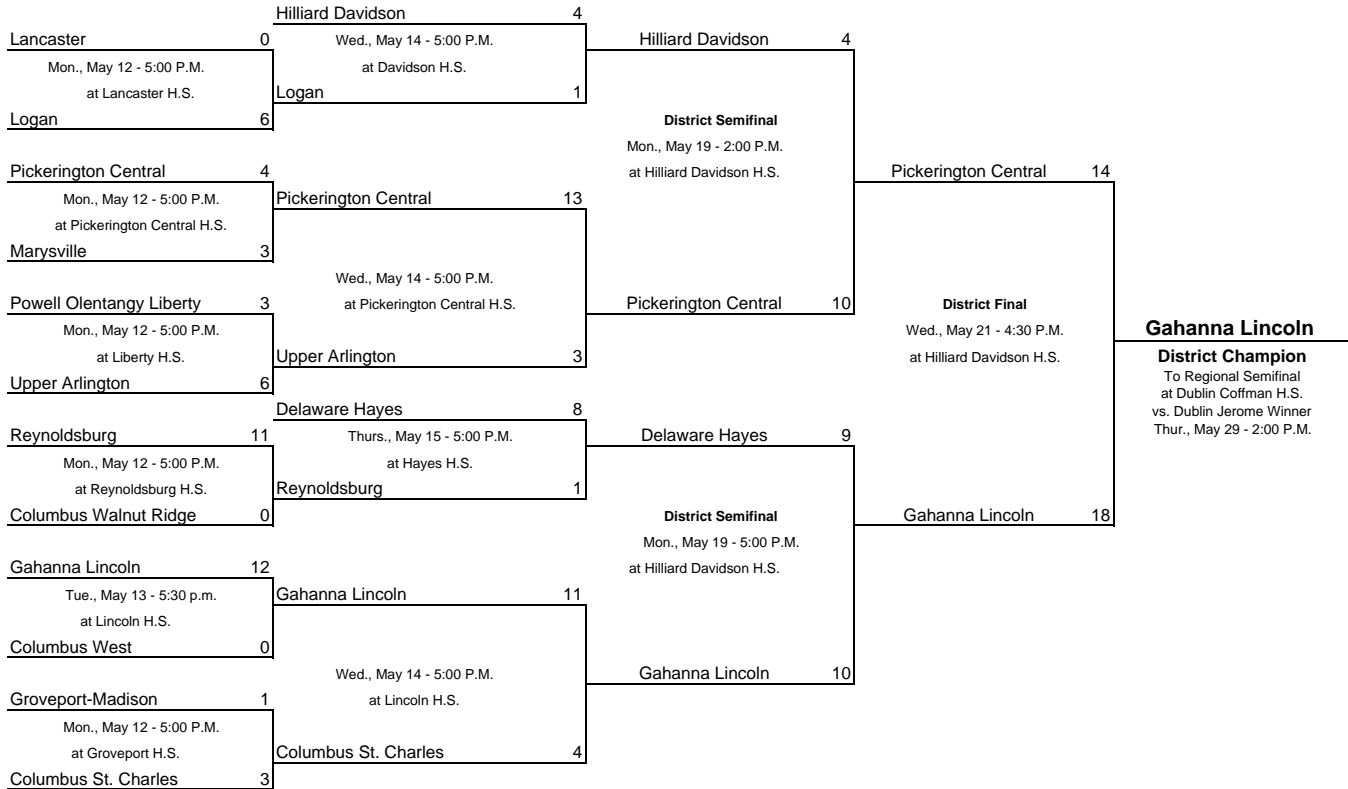 Hilliard Davidson 4
Lancaster 0
Wed., May 14 - 5:00 P.M.
Hilliard Davidson 4
Mon., May 12 - 5:00 P.M.
at Davidson H.S.
at Lancaster H.S.
Logan 1
Logan 6
District Semifinal
Mon., May 19 - 2:00 P.M.
Pickerington Central 4
at Hilliard Davidson H.S.
Pickerington Central 14
Mon., May 12 - 5:00 P.M.
Pickerington Central 13
at Pickerington Central H.S.
Marysville 3
Wed., May 14 - 5:00 P.M.
Powell Olentangy Liberty 3
at Pickerington Central H.S.
Pickerington Central 10
District Final
Mon., May 12 - 5:00 P.M.
Wed., May 21 - 4:30 P.M.
Gahanna Lincoln
at Liberty H.S.
Upper Arlington 3
at Hilliard Davidson H.S.
District Champion
Upper Arlington 6
To Regional Semifinal
at Dublin Coffman H.S.
Delaware Hayes 8
vs. Dublin Jerome Winner
Reynoldsburg 11
Thurs., May 15 - 5:00 P.M.
Delaware Hayes 9
Thur., May 29 - 2:00 P.M.
Mon., May 12 - 5:00 P.M.
at Hayes H.S.
at Reynoldsburg H.S.
Reynoldsburg 1
Columbus Walnut Ridge 0
District Semifinal
Gahanna Lincoln 18
Mon., May 19 - 5:00 P.M.
Gahanna Lincoln 12
at Hilliard Davidson H.S.
Tue., May 13 - 5:30 p.m.
Gahanna Lincoln 11
at Lincoln H.S.
Columbus West 0
Wed., May 14 - 5:00 P.M.
Gahanna Lincoln 10
Groveport-Madison 1
at Lincoln H.S.
Mon., May 12 - 5:00 P.M.
at Groveport H.S.
Columbus St. Charles 4
Columbus St. Charles 3